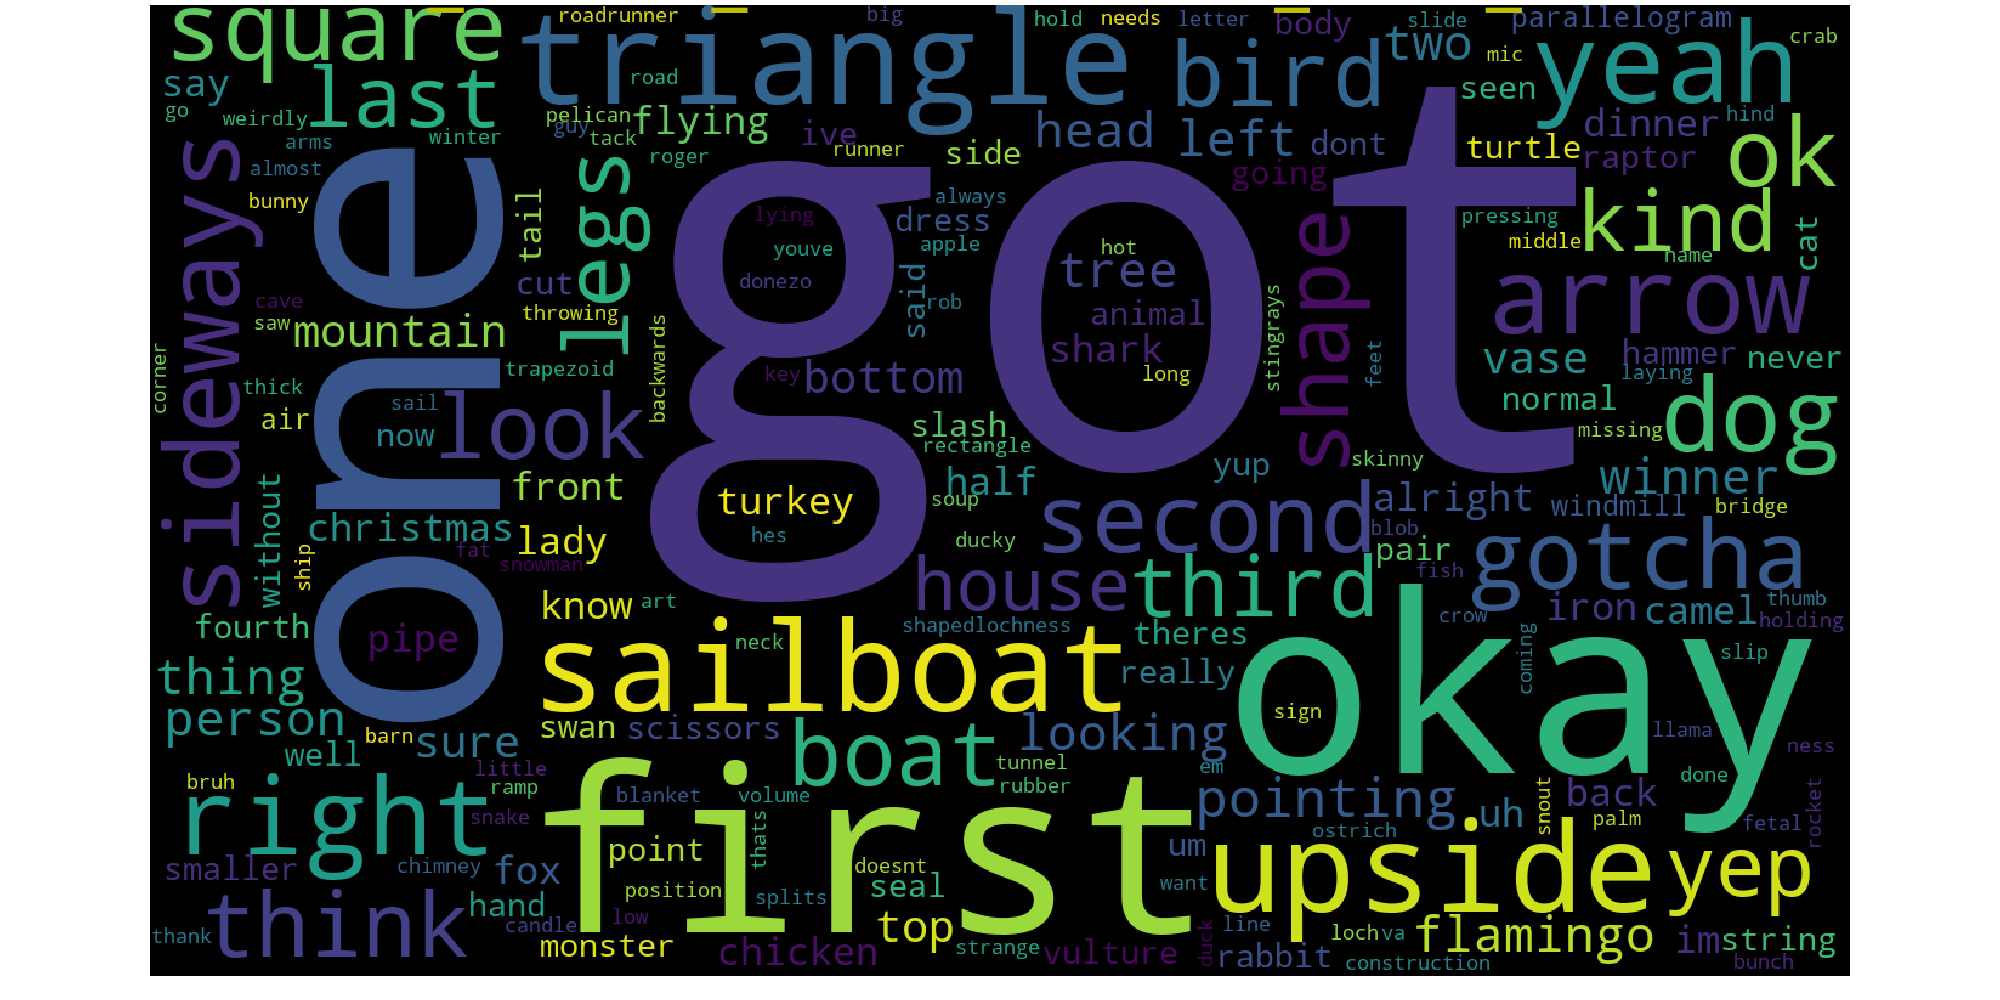 square
triangle
roadrunner
big
hold
needs
letter
body
slide
parallelogram
two
mic
yeah
crab
bird
say
last
road
go
weirdly
winter
arms
almost
bunny
pelican
guy
tack
flying
roger
ive
runner
side
head
left
dont
seen
dinner
hind
turtle
raptor
ok
going
kind
cat
sideways
one
legs
tail
got
lying
youve
donezo
always
dress
apple
said
rob
hot
tree
animal
shark
long
stingrays
shape
feet
pressing
middle
name
arrow
cut
throwing
cave
saw
mountain
corner
thick
air
sail
now
look
trapezoid
backwards
key
bottom
slash
rectangle
vase
hammer
laying
never
normal
missing
dog
skinny
yup
half
soup
front
turkey
hes
ducky
second
alright
blob
winner
windmill
bridge
christmas
without
ship
lady
fat
snowman
house
third
pair
fish
gotcha
know
art
fourth
pipe
crow
iron
camel
thumb
holding
shapedlochness
theres
neck
sailboat
really
okay
coming
slip
sign
thing
person
barn
sure
swan
scissors
boat
looking
llama
ness
well
bruh
little
ramp
snake
tunnel
rubber
em
done
right
first
blanket
volume
thats
pointing
uh
snout
back
palm
fetal
rocket
smaller
chimney
fox
point
position
splits
doesnt
seal
um
want
ostrich
upside
yep
think
hand
candle
low
monster
top
strange
chicken
vulture
duck
rabbit
line
loch
va
construction
flamingo
im
string
bunch
thank